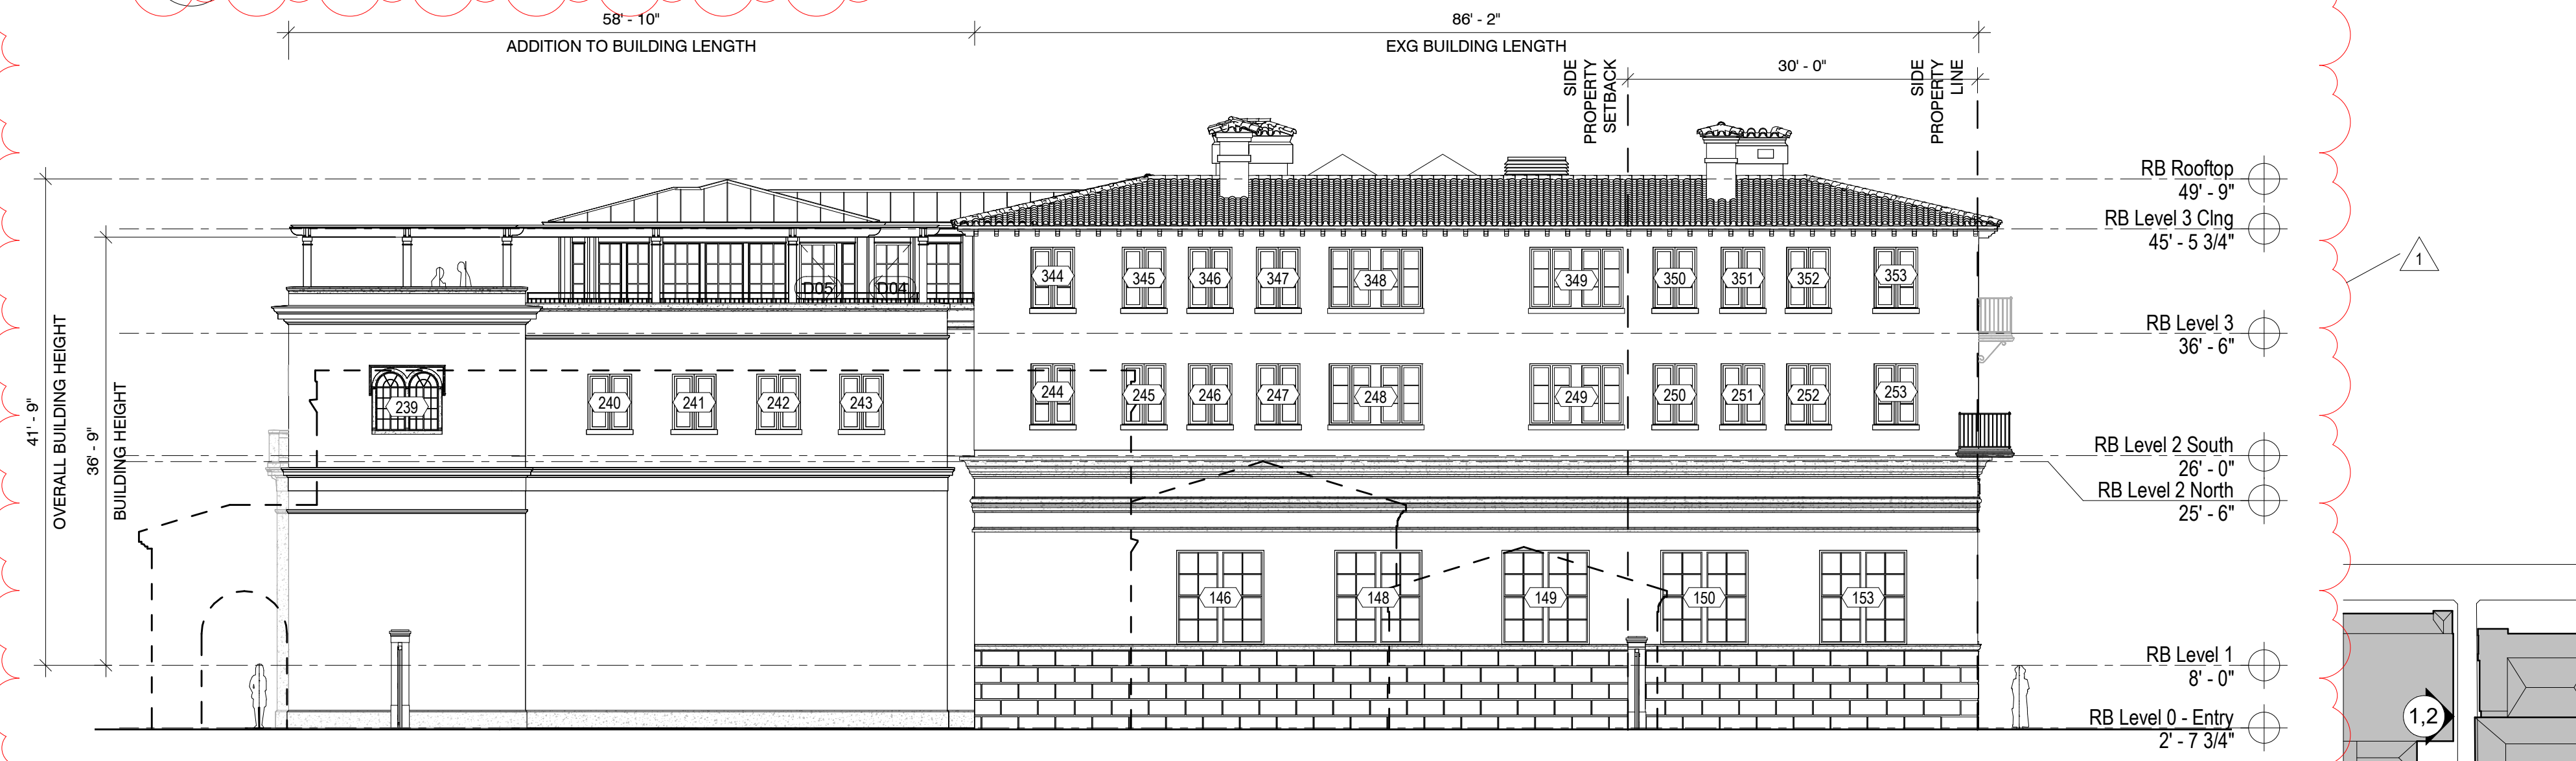 58' - 10"
ADDITION TO BUILDING LENGTH
86' - 2"
EXG BUILDING LENGTH
SIDE
PROPERTY
SETBACK
30' - 0"
SIDE
PROPERTY
LINE
RB Rooftop
49' - 9"
RB Level 3 Clng
45' - 5 3/4"
1
RB Level 3
36' - 6"
RB Level 2 South
26' - 0"
RB Level 2 North
25' - 6"
RB Level 1
8' - 0"
RB Level 0 - Entry
2' - 7 3/4"
41' - 9"
OVERALL BUILDING HEIGHT
36' - 9"
BUILDING HEIGHT
D05
D04
344 345 346 347 348 349 350 351 352 353
239 240 241 242 243 244 245 246 247 248 249 250 251 252 253
146 148 149 150 153
1,2